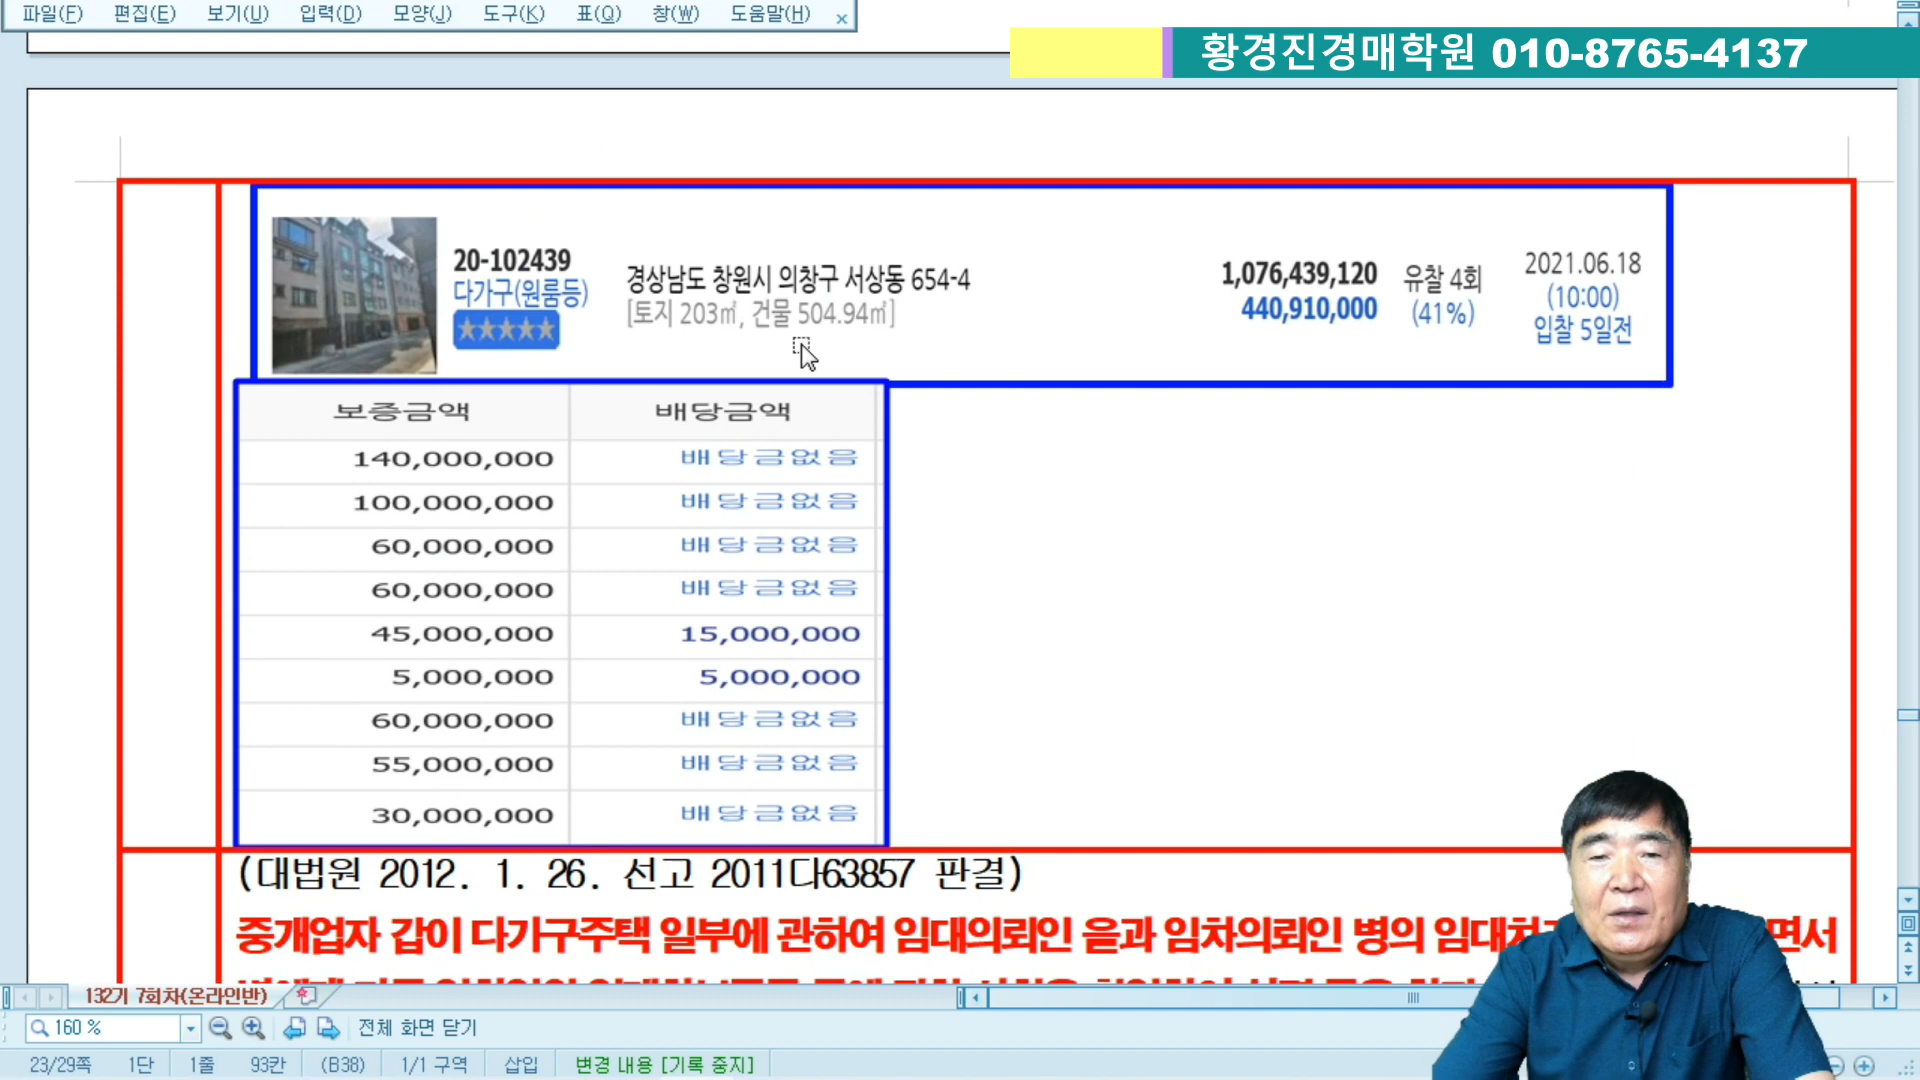 파일(F) 편집(E) 보기(U) 입력(D) 모양(J) 도구(K) 표(Q) 창(W) 도움말(H) x
황경진경매학원 010-8765-4137
20-102439
다가구(원룸등)
★★★★★
경상남도 창원시 의창구 서상동 654-4
[토지 203㎡, 건물 504.94㎡]
1,076,439,120
440,910,000
유찰 4회
(41%)
2021.06.18
(10:00)
입찰 5일전
보증금액 배당금액
140,000,000 배당금없음
100,000,000 배당금없음
60,000,000 배당금없음
60,000,000 배당금없음
45,000,000 15,000,000
5,000,000 5,000,000
60,000,000 배당금없음
55,000,000 배당금없음
30,000,000 배당금없음
(대법원 2012. 1. 26. 선고 2011다63857 판결)
중개업자 갑이 다가구주택 일부에 관하여 임대의뢰인 을과 임차의뢰인 병의 면서
132기 7회차(온라인반)
160 % 전체 화면 닫기
23/29쪽 1단 1줄 93칸 (B38) 1/1 구역 삽입 변경 내용 [기록 중지]